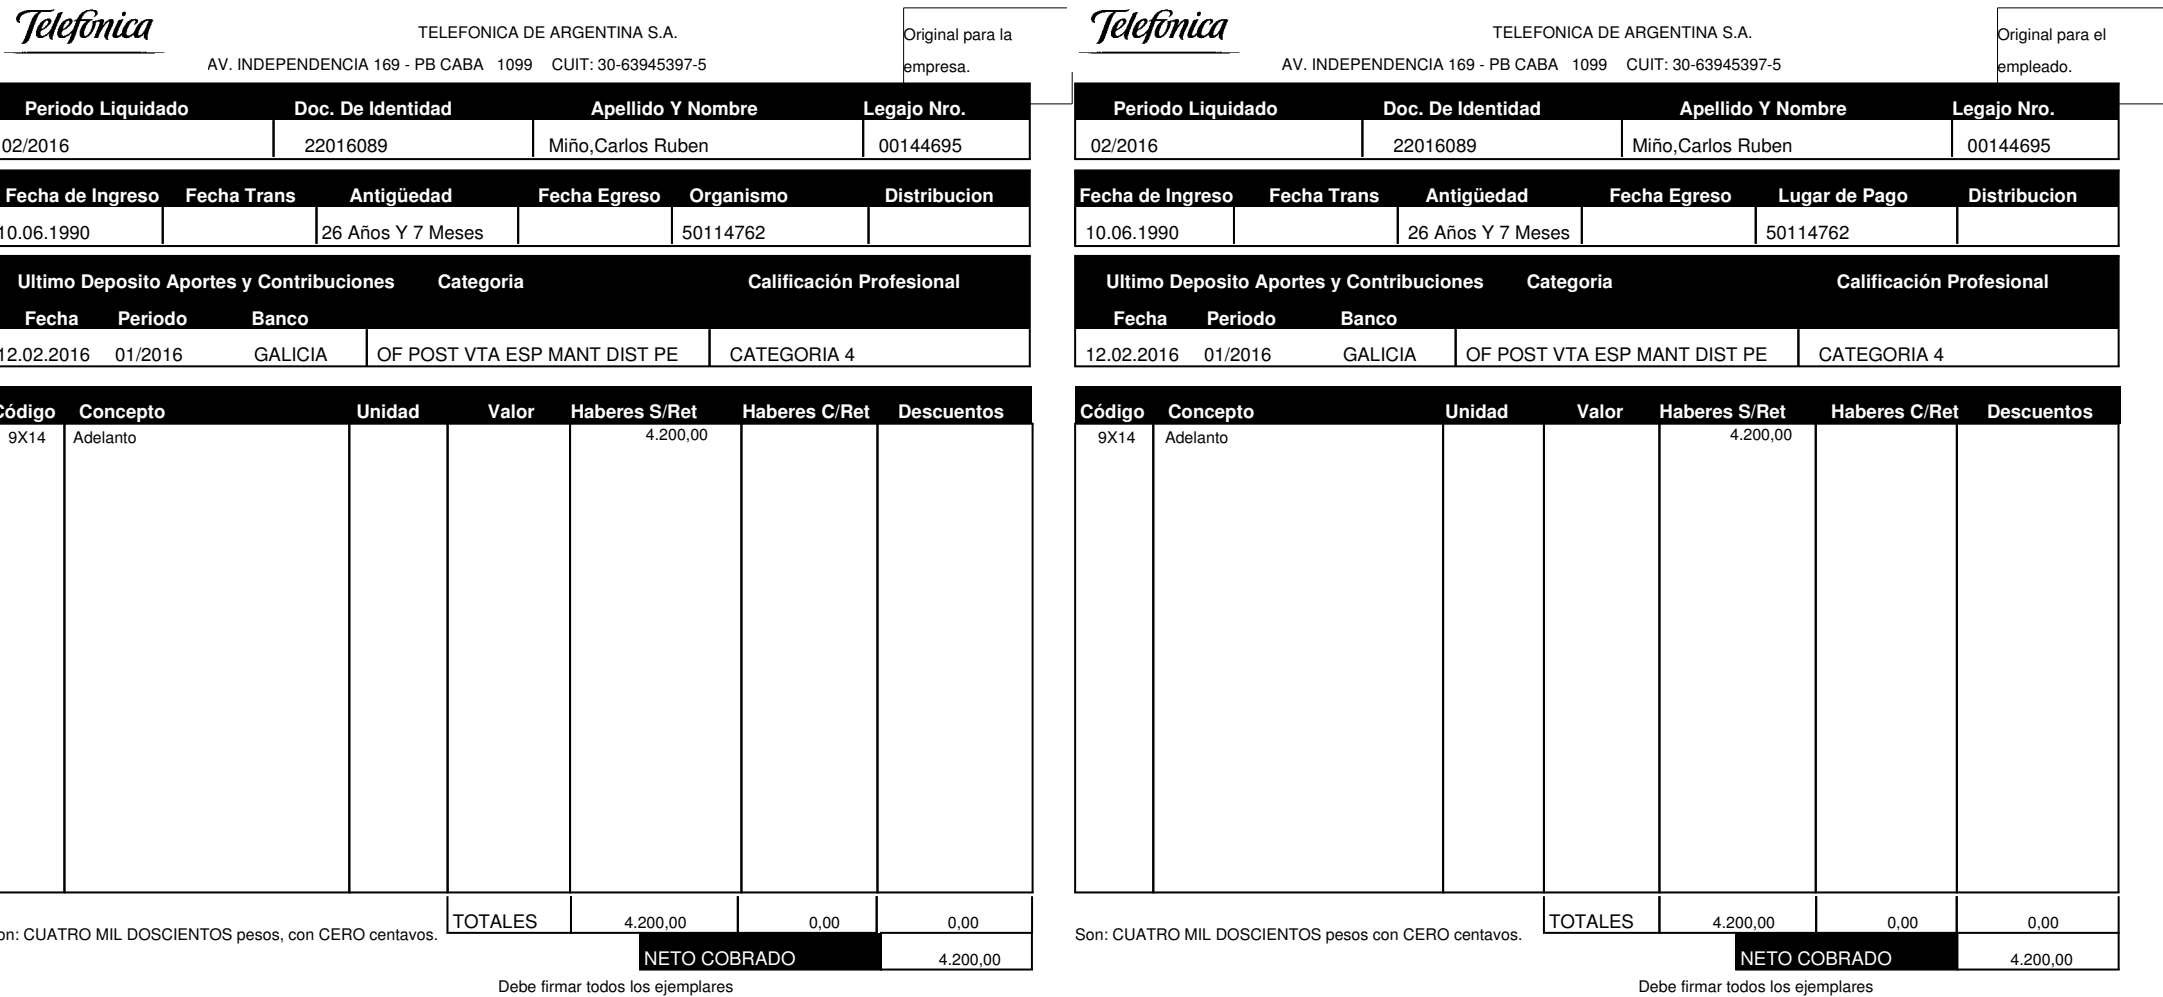 Telefónica
TELEFONICA DE ARGENTINA S.A.
AV. INDEPENDENCIA 169 - PB CABA 1099 CUIT: 30-63945397-5
Original para la
empresa.
Periodo Liquidado Doc. De Identidad Apellido Y Nombre Legajo Nro.
02/2016 22016089 Miño,Carlos Ruben 00144695
Fecha de Ingreso Fecha Trans Antigüedad Fecha Egreso Organismo Distribucion
10.06.1990 26 Años Y 7 Meses 50114762
Ultimo Deposito Aportes y Contribuciones Categoria Calificación Profesional
Fecha Periodo Banco
12.02.2016 01/2016 GALICIA OF POST VTA ESP MANT DIST PE CATEGORIA 4
Código Concepto Unidad Valor Haberes S/Ret Haberes C/Ret Descuentos
9X14 Adelanto 4.200,00
TOTALES 4.200,00 0,00 0,00
on: CUATRO MIL DOSCIENTOS pesos, con CERO centavos.
NETO COBRADO 4.200,00
Debe firmar todos los ejemplares
Telefónica
TELEFONICA DE ARGENTINA S.A.
AV. INDEPENDENCIA 169 - PB CABA 1099 CUIT: 30-63945397-5
Original para el
empleado.
Periodo Liquidado Doc. De Identidad Apellido Y Nombre Legajo Nro.
02/2016 22016089 Miño,Carlos Ruben 00144695
Fecha de Ingreso Fecha Trans Antigüedad Fecha Egreso Lugar de Pago Distribucion
10.06.1990 26 Años Y 7 Meses 50114762
Ultimo Deposito Aportes y Contribuciones Categoria Calificación Profesional
Fecha Periodo Banco
12.02.2016 01/2016 GALICIA OF POST VTA ESP MANT DIST PE CATEGORIA 4
Código Concepto Unidad Valor Haberes S/Ret Haberes C/Ret Descuentos
9X14 Adelanto 4.200,00
TOTALES 4.200,00 0,00 0,00
Son: CUATRO MIL DOSCIENTOS pesos con CERO centavos.
NETO COBRADO 4.200,00
Debe firmar todos los ejemplares